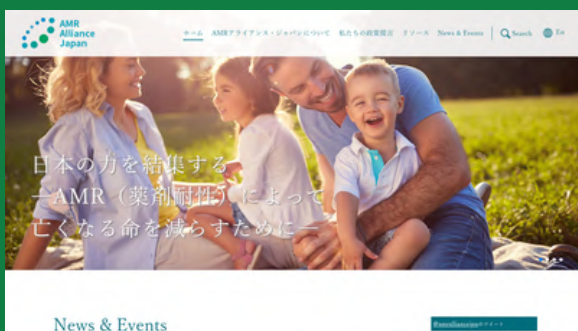 AMR
Alliance
Japan
ホーム AMRアライアンス・ジャパンについて 私たちの政策提言 リソース News & Events Search En
日本の力を結集する
―AMR（薬剤耐性）によって
亡くなる命を減らすために―
News & Events